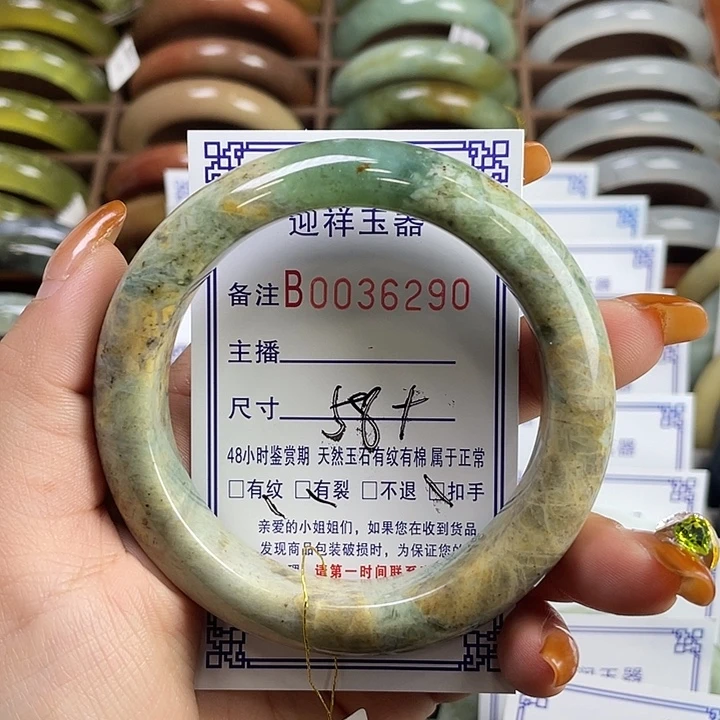 迎祥玉器
备注B0036290
主播
尺寸 58+
48小时鉴赏期 天然玉石有纹有棉 属于正常
□有纹 □有裂 □不退 □扣手
亲爱的小姐姐们，如果您在收到货品
发现商品包装破损时，为保证您的
理 请第一时间联系
玉器